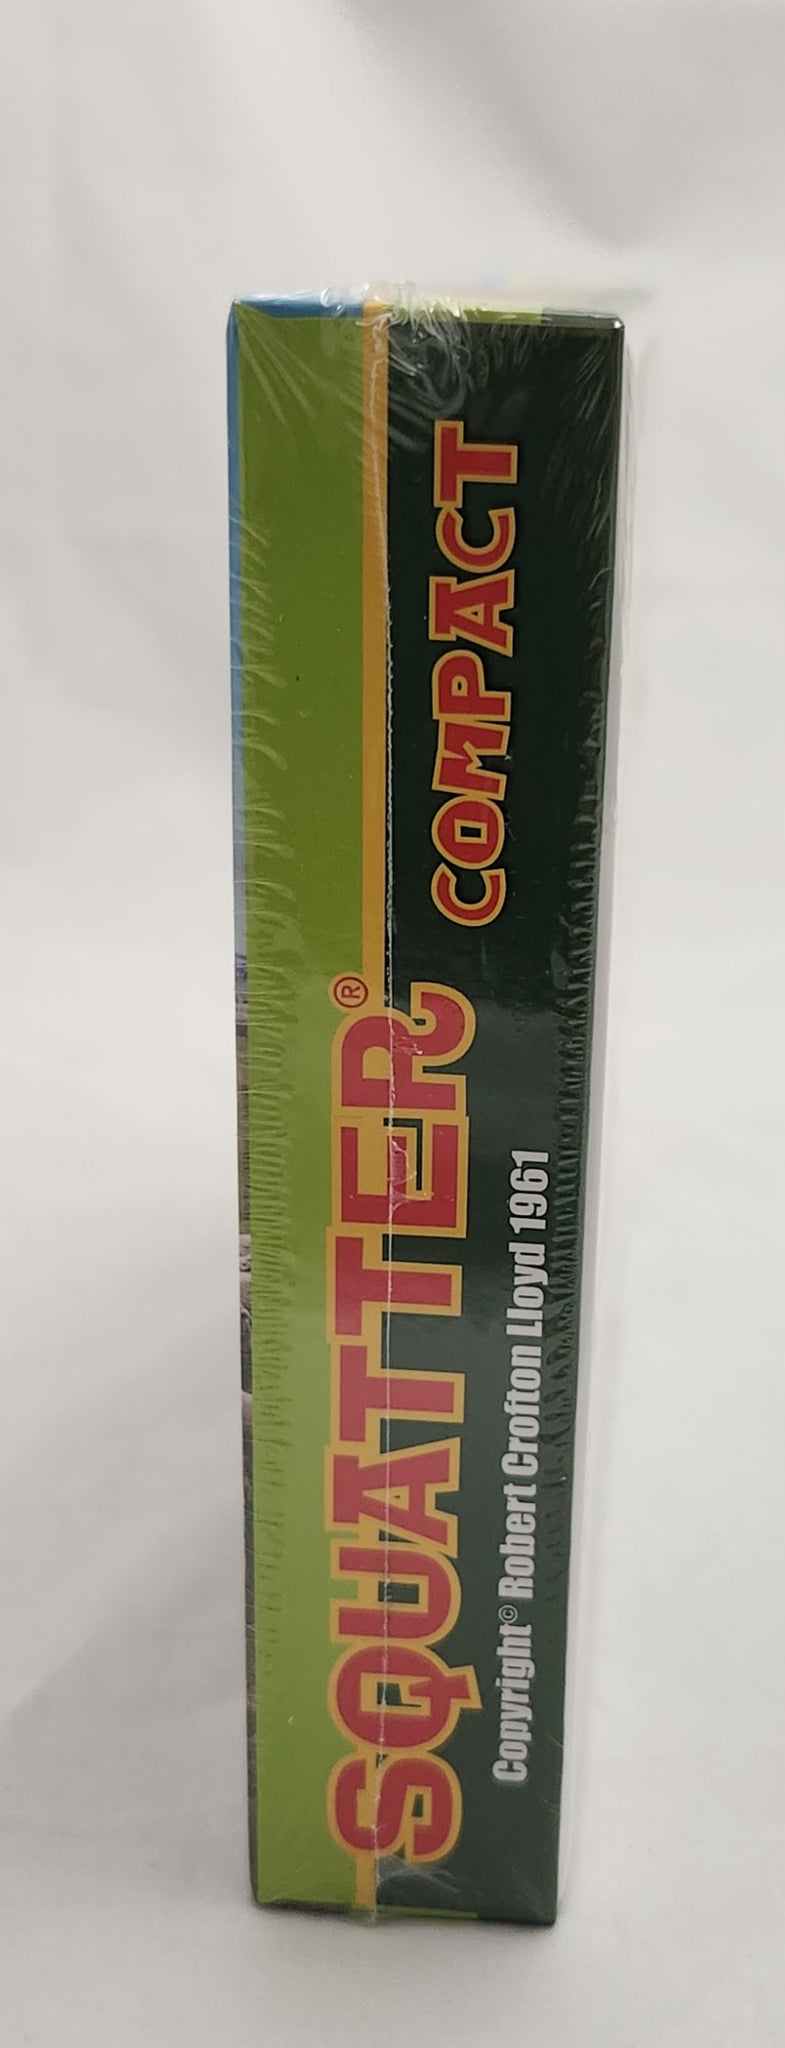 SQUATTER® COMPACT
Copyright© Robert Crofton Lloyd 1961